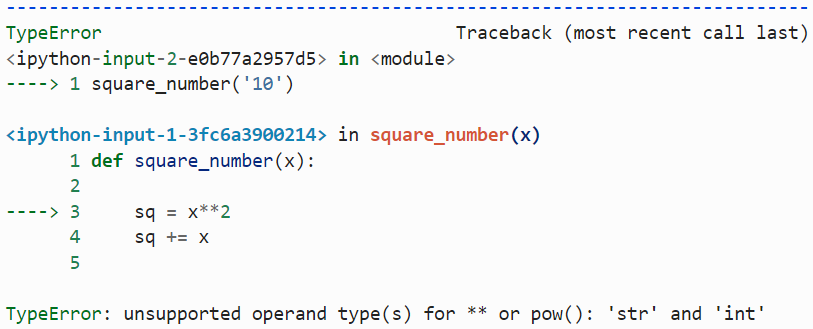 ---------------------------------------------------------------------------
TypeError                                 Traceback (most recent call last)
<ipython-input-2-e0b77a2957d5> in <module>
----> 1 square_number('10')

<ipython-input-1-3fc6a3900214> in square_number(x)
      1 def square_number(x):
      2
----> 3     sq = x**2
      4     sq += x
      5

TypeError: unsupported operand type(s) for ** or pow(): 'str' and 'int'